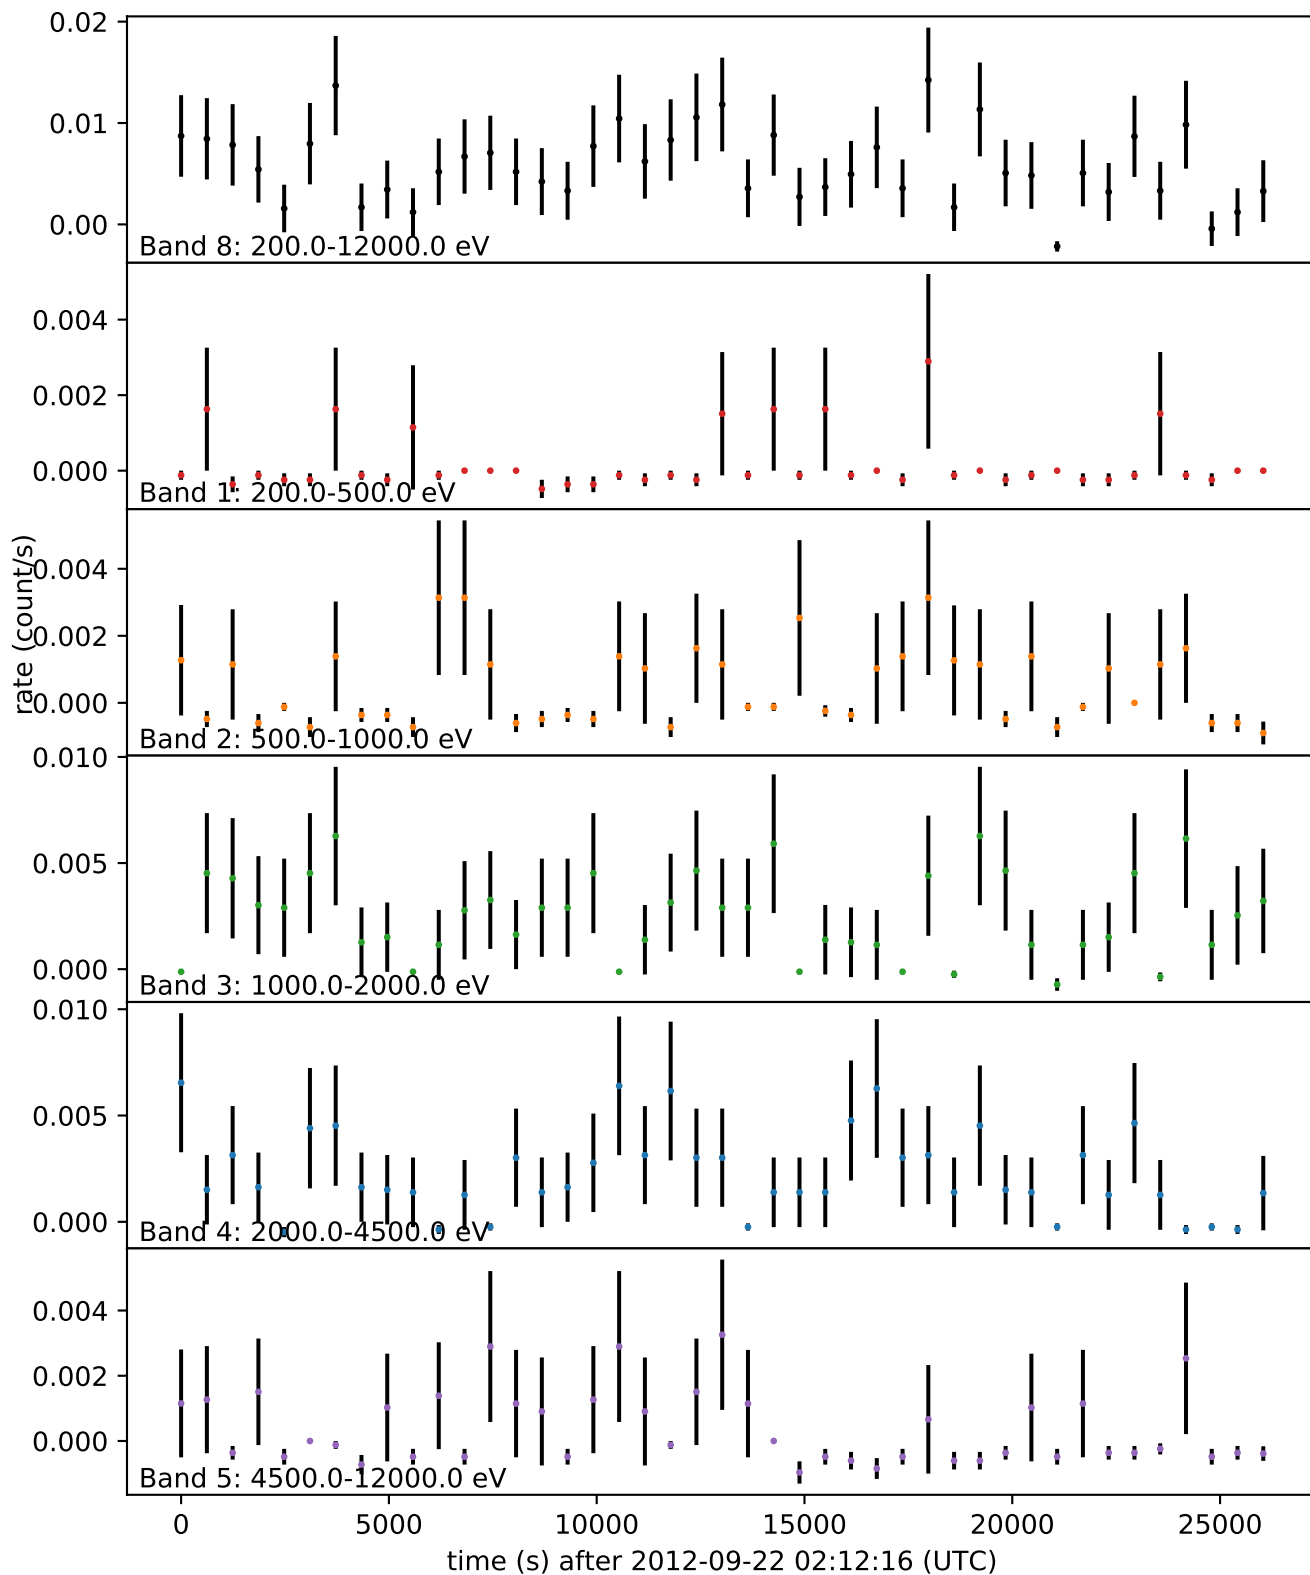 0.02
0.01
0.00
Band 8: 200.0-12000.0 eV
0.004
0.002
0.000
Band 1: 200.0-500.0 eV
rate (count/s)
0.004
0.002
0.000
Band 2: 500.0-1000.0 eV
0.010
0.005
0.000
Band 3: 1000.0-2000.0 eV
0.010
0.005
0.000
Band 4: 2000.0-4500.0 eV
0.004
0.002
0.000
Band 5: 4500.0-12000.0 eV
0 5000 10000 15000 20000 25000
time (s) after 2012-09-22 02:12:16 (UTC)